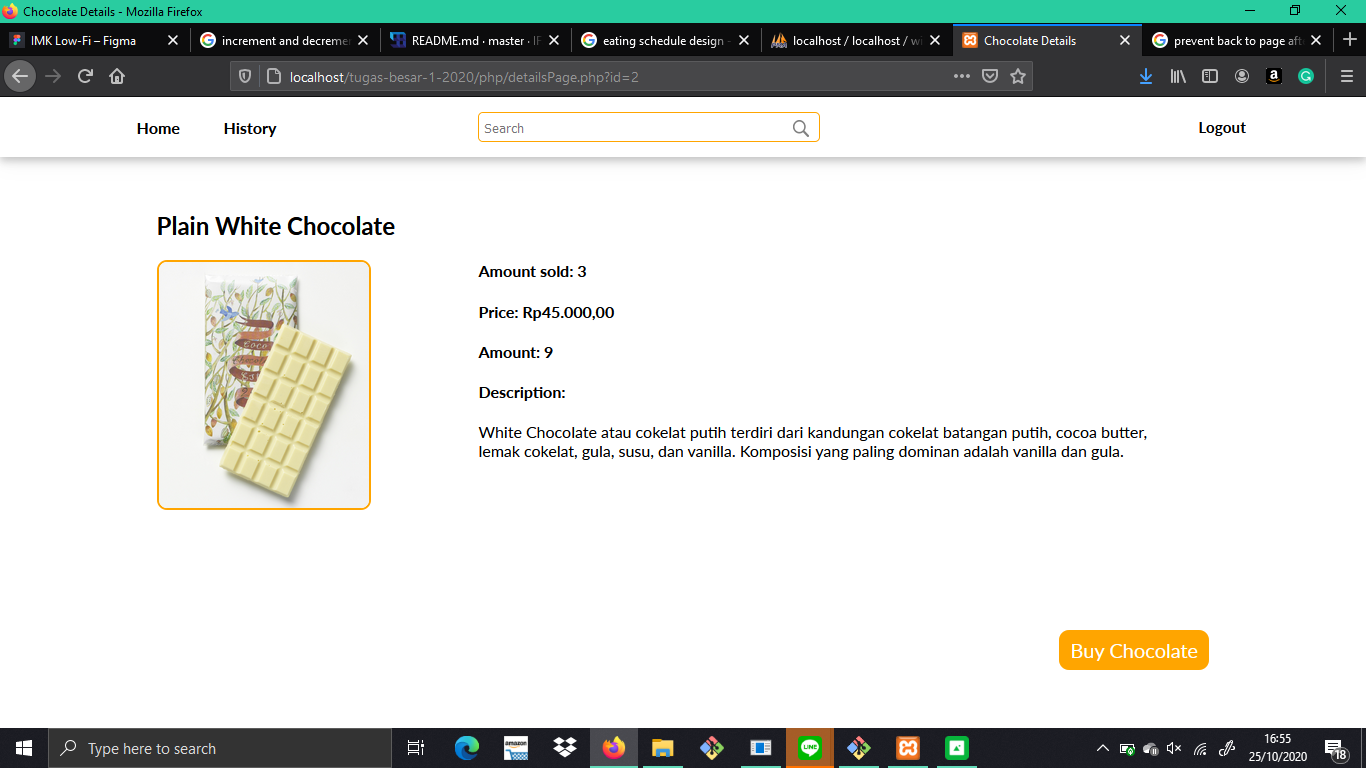 Chocolate Details - Mozilla Firefox
IMK Low-Fi – Figma
increment and decreme
README.md · master · IF
eating schedule design -
localhost / localhost / wi
Chocolate Details
prevent back to page aft
localhost/tugas-besar-1-2020/php/detailsPage.php?id=2
Home
History
Search
Logout
Plain White Chocolate
Amount sold: 3
Price: Rp45.000,00
Amount: 9
Description:
White Chocolate atau cokelat putih terdiri dari kandungan cokelat batangan putih, cocoa butter,
lemak cokelat, gula, susu, dan vanilla. Komposisi yang paling dominan adalah vanilla dan gula.
Buy Chocolate
Type here to search
amazon
LINE
16:55
25/10/2020
18